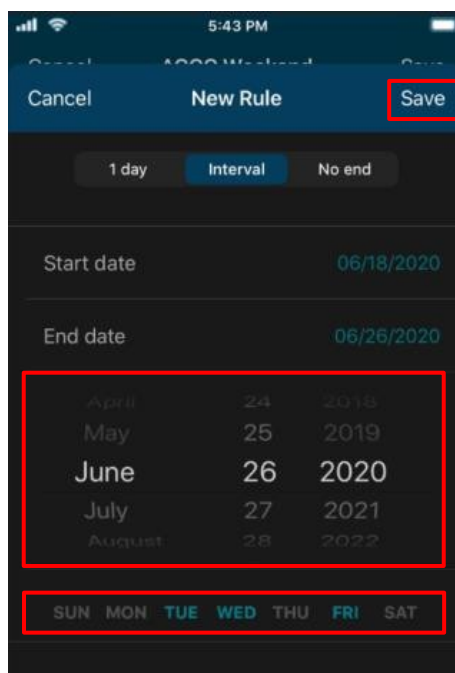 5:43 PM
Cancel New Rule Save
1 day Interval No end
Start date 06/18/2020
End date 06/26/2020
April 24 2018
May 25 2019
June 26 2020
July 27 2021
August 28 2022
SUN MON TUE WED THU FRI SAT